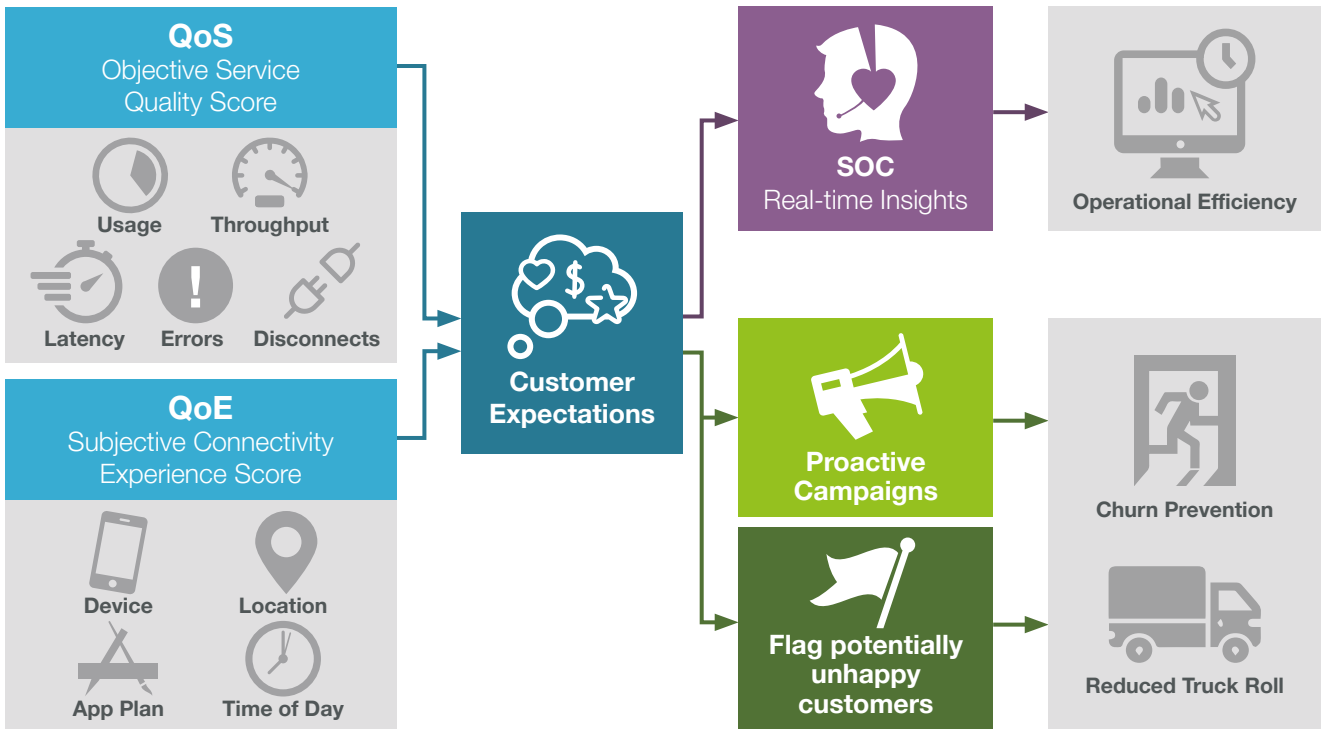 QoS
Objective Service
Quality Score
Usage
Throughput
Latency
Errors
Disconnects
QoE
Subjective Connectivity
Experience Score
Device
Location
App Plan
Time of Day
Customer
Expectations
SOC
Real-time Insights
Operational Efficiency
Proactive
Campaigns
Flag potentially
unhappy
customers
Churn Prevention
Reduced Truck Roll